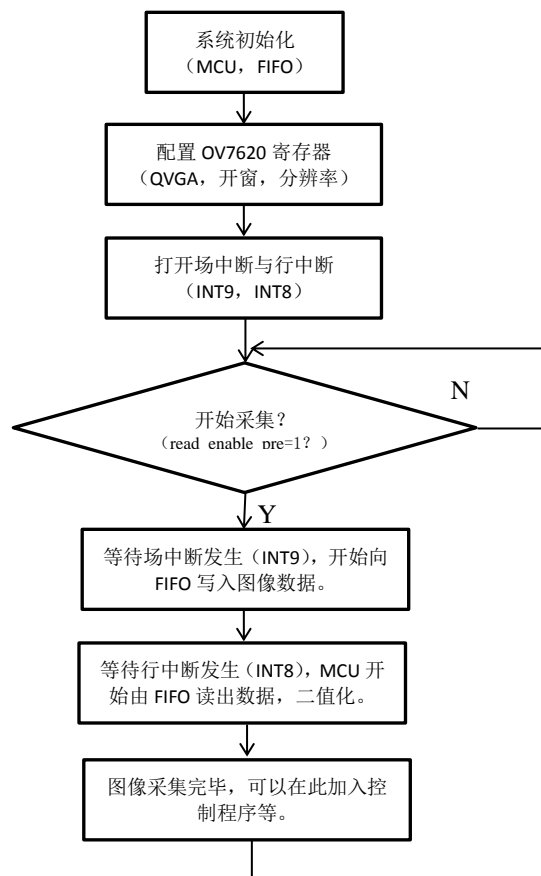 系统初始化
（MCU，FIFO）
配置 OV7620 寄存器
（QVGA，开窗，分辨率）
打开场中断与行中断
（INT9，INT8）
开始采集？
（read_enable_pre=1？）
N
Y
等待场中断发生（INT9），开始向
FIFO 写入图像数据。
等待行中断发生（INT8），MCU 开
始由 FIFO 读出数据，二值化。
图像采集完毕，可以在此加入控
制程序等。